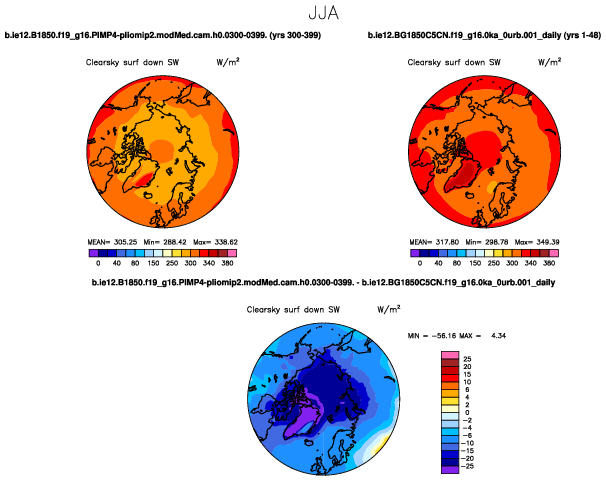 JJA
b.ie12.B1850.f19_g16.PIMP4-pliomip2.modMed.cam.h0.0300-0399. (yrs 300-399)
b.ie12.BG1850C5CN.f19_g16.0ka_0urb.001_daily (yrs 1-48)
Clearsky surf down SW W/m²
Clearsky surf down SW W/m²
MEAN= 305.25 Min= 288.42 Max= 338.62
MEAN= 317.80 Min= 298.78 Max= 349.39
0 40 80 150 250 300 340 380
0 40 80 150 250 300 340 380
b.ie12.B1850.f19_g16.PIMP4-pliomip2.modMed.cam.h0.0300-0399. - b.ie12.BG1850C5CN.f19_g16.0ka_0urb.001_daily
Clearsky surf down SW W/m²
MIN = -56.16 MAX = 4.34
25
20
15
10
6
4
2
0
-2
-4
-6
-10
-15
-20
-25